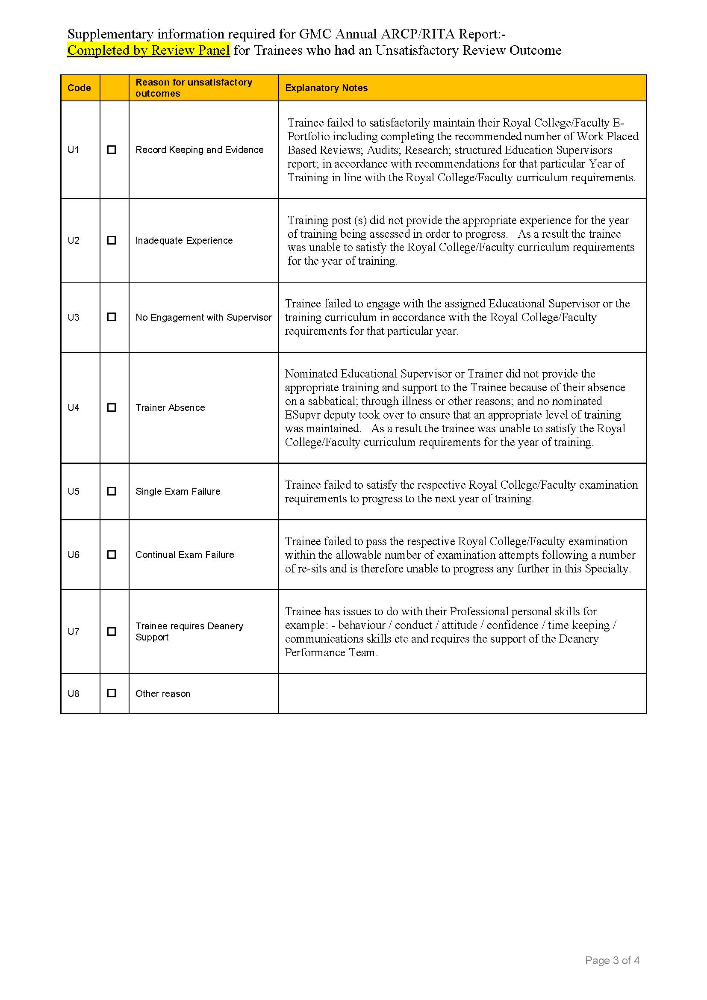 Supplementary information required for GMC Annual ARCP/RITA Report:-
Completed by Review Panel for Trainees who had an Unsatisfactory Review Outcome
Code
Reason for unsatisfactory
outcomes
Explanatory Notes
U1
☐
Record Keeping and Evidence
Trainee failed to satisfactorily maintain their Royal College/Faculty E-
Portfolio including completing the recommended number of Work Placed
Based Reviews; Audits; Research; structured Education Supervisors
report; in accordance with recommendations for that particular Year of
Training in line with the Royal College/Faculty curriculum requirements.
U2
☐
Inadequate Experience
Training post (s) did not provide the appropriate experience for the year
of training being assessed in order to progress.   As a result the trainee
was unable to satisfy the Royal College/Faculty curriculum requirements
for the year of training.
U3
☐
No Engagement with Supervisor
Trainee failed to engage with the assigned Educational Supervisor or the
training curriculum in accordance with the Royal College/Faculty
requirements for that particular year.
U4
☐
Trainer Absence
Nominated Educational Supervisor or Trainer did not provide the
appropriate training and support to the Trainee because of their absence
on a sabbatical; through illness or other reasons; and no nominated
ESupvr deputy took over to ensure that an appropriate level of training
was maintained.   As a result the trainee was unable to satisfy the Royal
College/Faculty curriculum requirements for the year of training.
U5
☐
Single Exam Failure
Trainee failed to satisfy the respective Royal College/Faculty examination
requirements to progress to the next year of training.
U6
☐
Continual Exam Failure
Trainee failed to pass the respective Royal College/Faculty examination
within the allowable number of examination attempts following a number
of re-sits and is therefore unable to progress any further in this Specialty.
U7
☐
Trainee requires Deanery
Support
Trainee has issues to do with their Professional personal skills for
example: - behaviour / conduct / attitude / confidence / time keeping /
communications skills etc and requires the support of the Deanery
Performance Team.
U8
☐
Other reason
Page 3 of 4